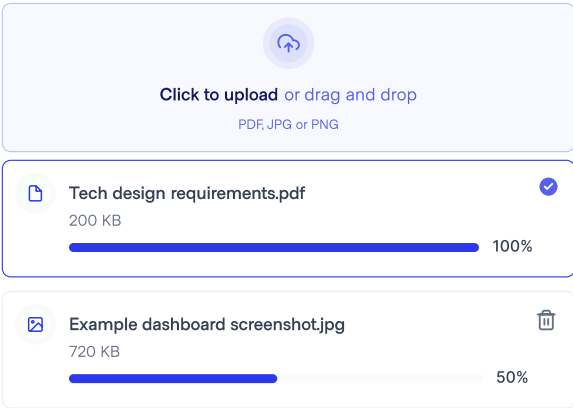 Click to upload or drag and drop
PDF, JPG or PNG
Tech design requirements.pdf
200 KB
100%
Example dashboard screenshot.jpg
720 KB
50%